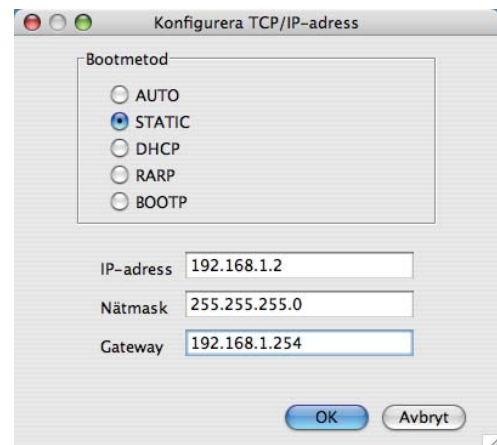 Konfigurera TCP/IP-adress
Bootmetod
AUTO
STATIC
DHCP
RARP
BOOTP
IP-adress 192.168.1.2
Nätmask 255.255.255.0
Gateway 192.168.1.254
OK Avbryt